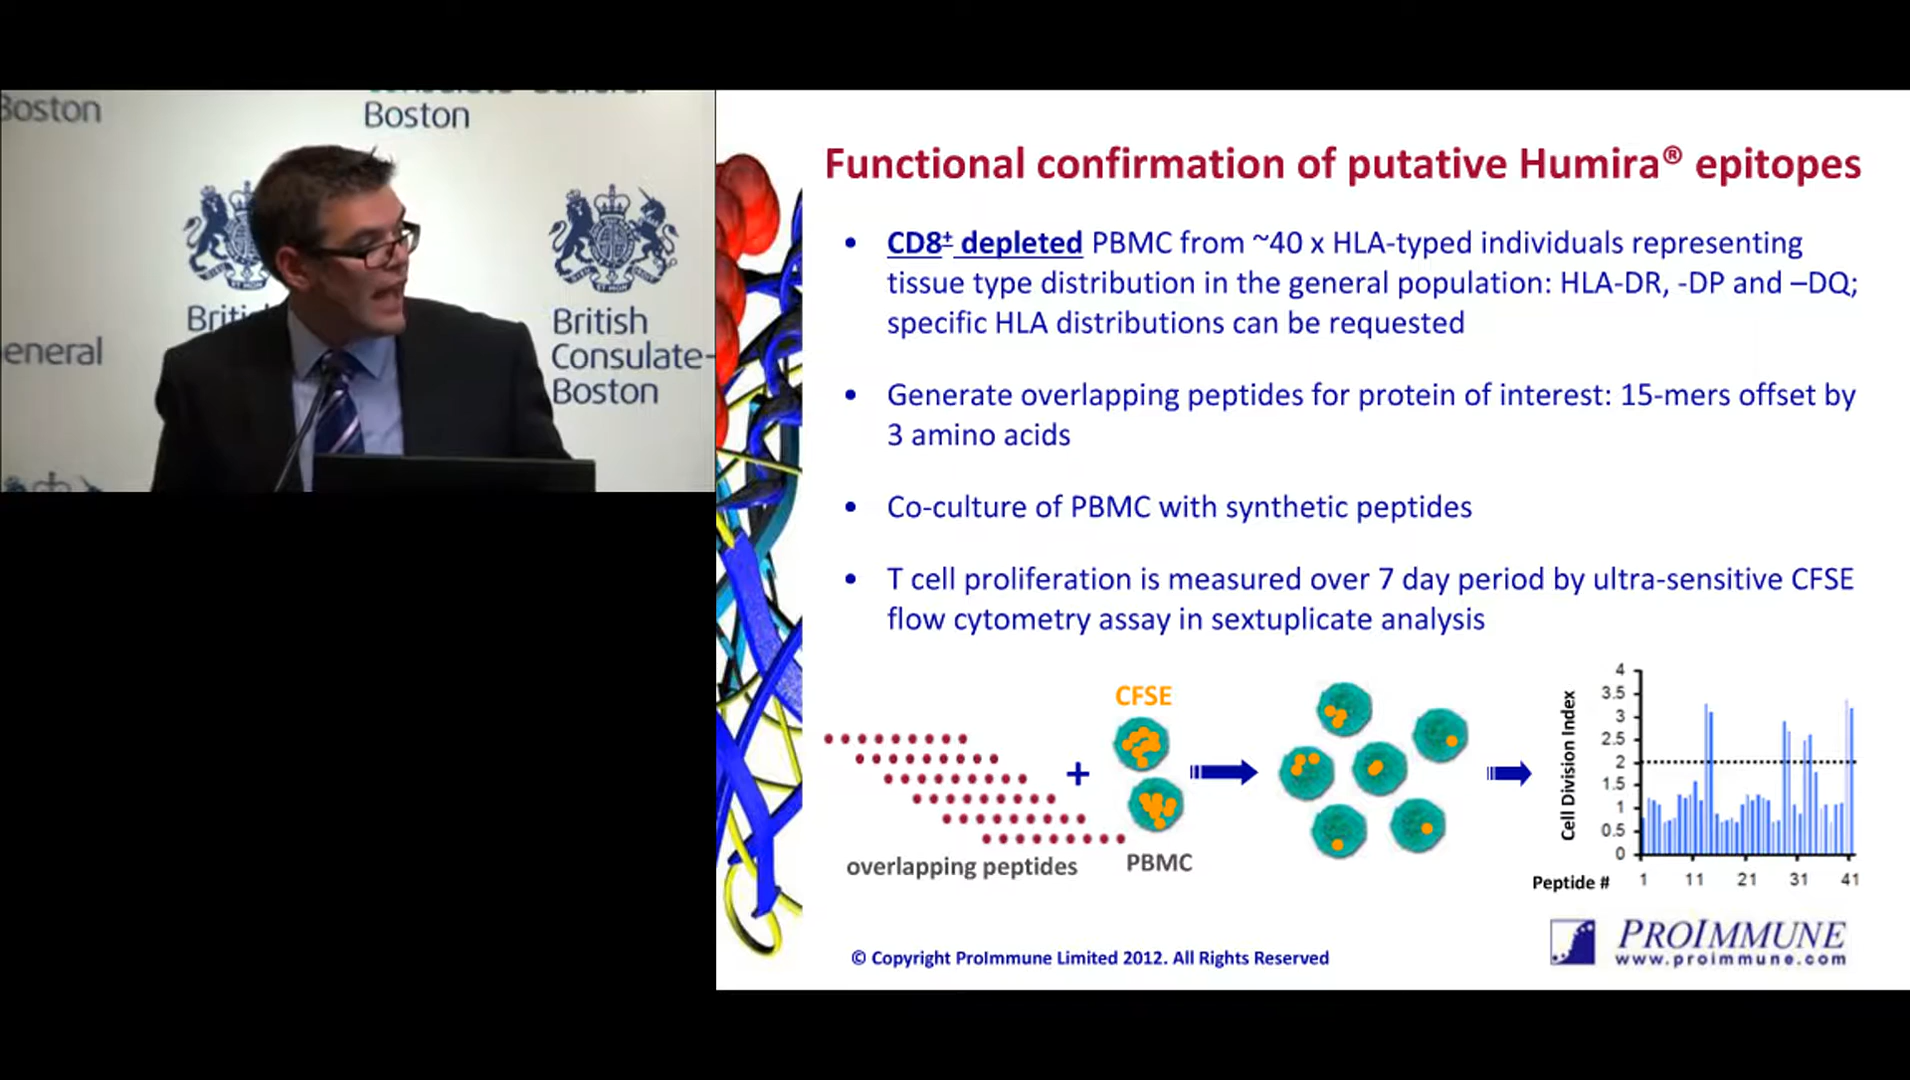 Boston
Consulate-General
Boston
British
eneral
British
Consulate-
Boston
Functional confirmation of putative Humira® epitopes
• CD8+ depleted PBMC from ~40 x HLA-typed individuals representing
tissue type distribution in the general population: HLA-DR, -DP and –DQ;
specific HLA distributions can be requested
• Generate overlapping peptides for protein of interest: 15-mers offset by
3 amino acids
• Co-culture of PBMC with synthetic peptides
• T cell proliferation is measured over 7 day period by ultra-sensitive CFSE
flow cytometry assay in sextuplicate analysis
CFSE
+
overlapping peptides
PBMC
Cell Division Index
4
3.5
3
2.5
2
1.5
1
0.5
0
Peptide # 1 11 21 31 41
PROIMMUNE
www.proimmune.com
© Copyright ProImmune Limited 2012. All Rights Reserved